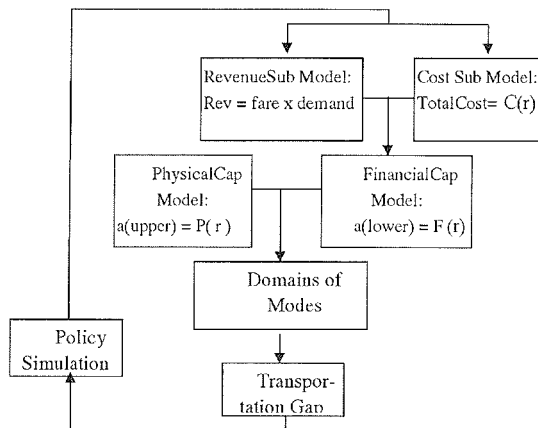 RevenueSub Model:
Rev = fare x demand
Cost Sub Model:
TotalCost= C(r)
PhysicalCap
Model:
a(upper) = P( r )
FinancialCap
Model:
a(lower) = F (r)
Domains of
Modes
Policy
Simulation
Transpor-
tation Gap